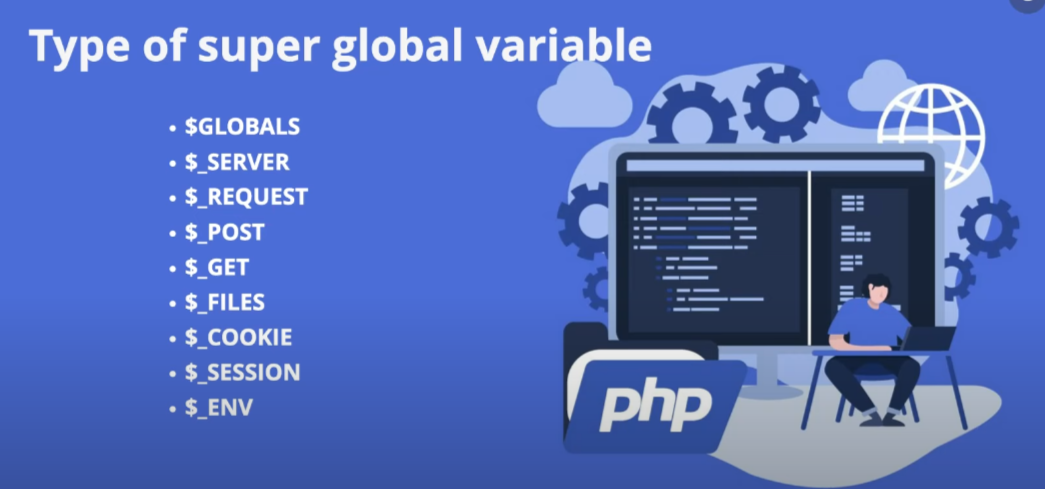 Type of super global variable
• $GLOBALS
• $_SERVER
• $_REQUEST
• $_POST
• $_GET
• $_FILES
• $_COOKIE
• $_SESSION
• $_ENV
php